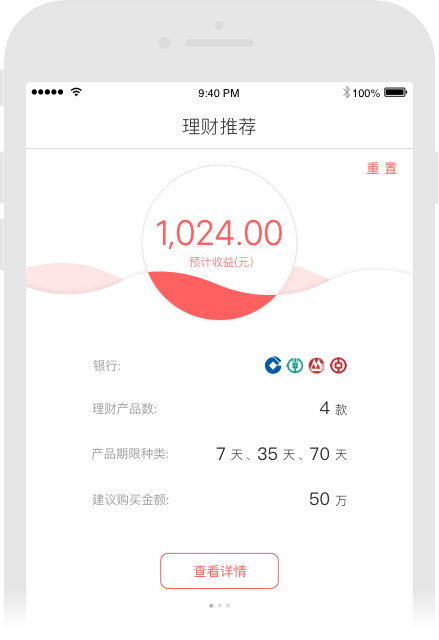 9:40 PM 100%
理财推荐
重 置
1,024.00
预计收益(元)
银行:
理财产品数: 4 款
产品期限种类: 7 天、35 天、70 天
建议购买金额: 50 万
查看详情